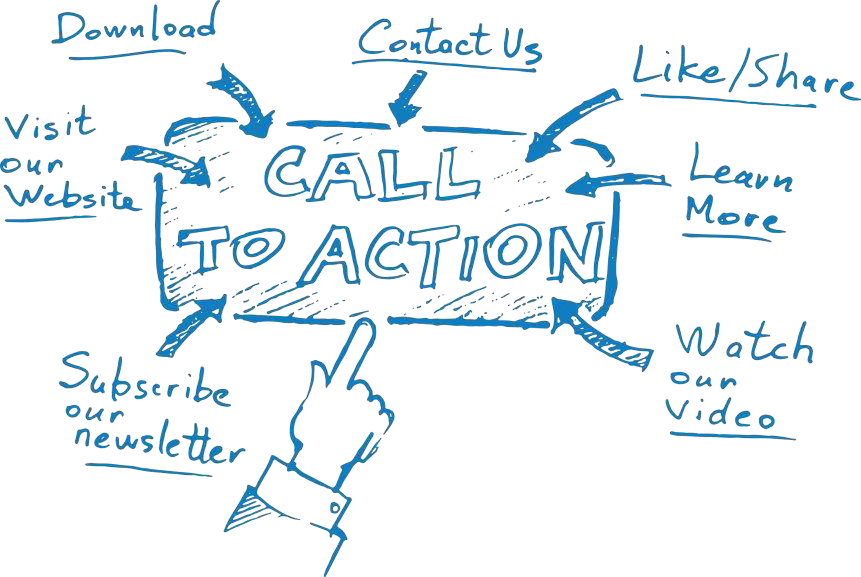 Download
Contact Us
Like/Share
Visit
our
Website
CALL
TO ACTION
Learn
More
Subscribe
our
newsletter
Watch
our
video